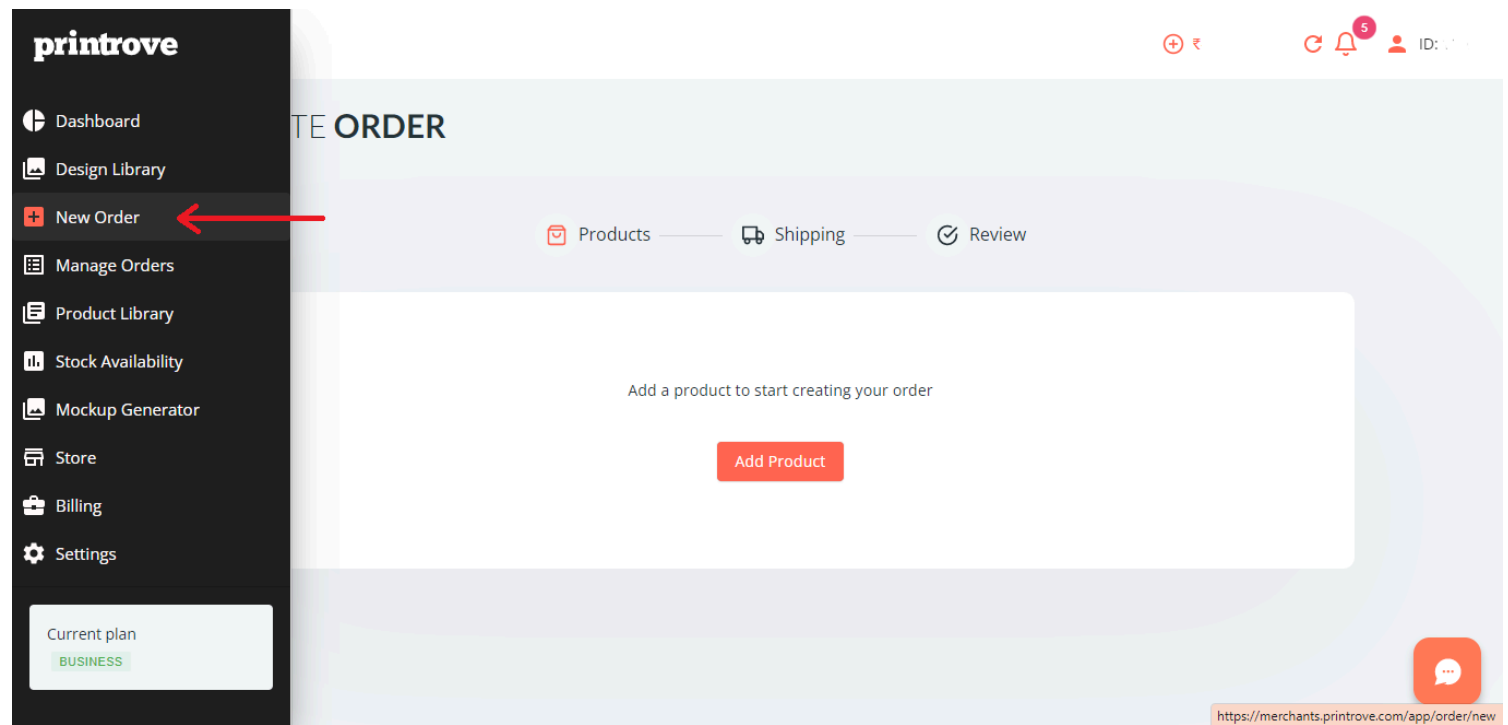 printrove
5
₹
ID:
Dashboard
TE ORDER
Design Library
New Order
Products
Shipping
Review
Manage Orders
Product Library
Stock Availability
Add a product to start creating your order
Mockup Generator
Store
Add Product
Billing
Settings
Current plan
BUSINESS
https://merchants.printrove.com/app/order/new